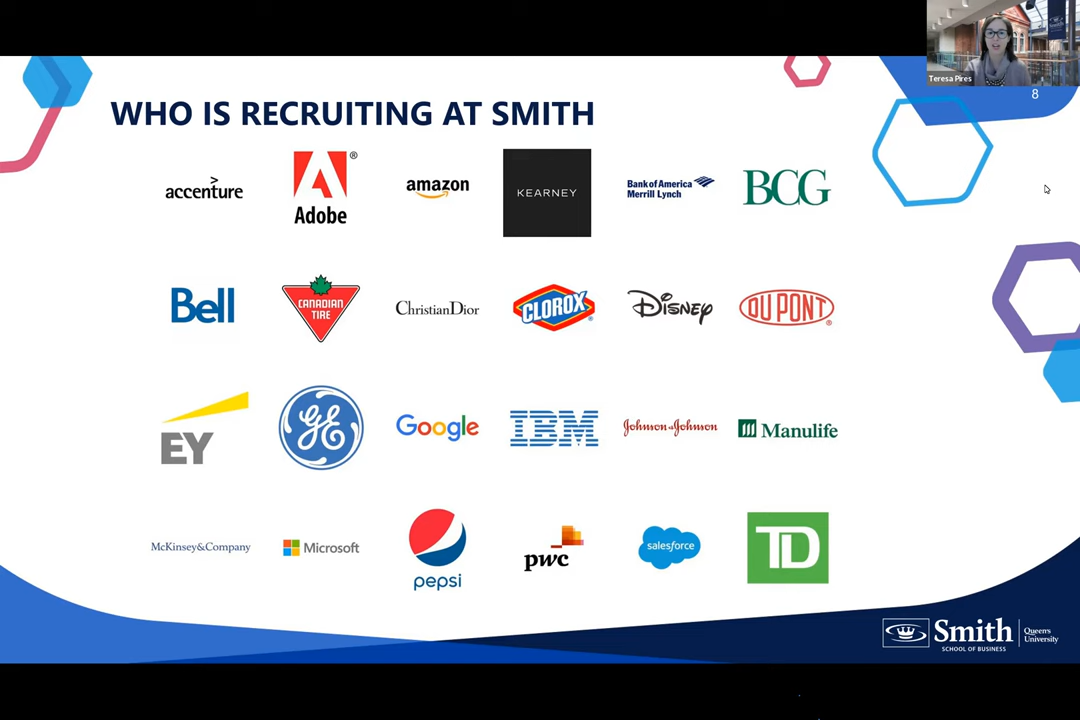 Teresa Pires
8
WHO IS RECRUITING AT SMITH
accenture
Adobe®
amazon
KEARNEY
Bank of America
Merrill Lynch
BCG
Bell
CANADIAN
TIRE
ChristianDior
CLOROX®
DISNEY
DU PONT®
EY
GE
Google
IBM
Johnson & Johnson
Manulife
McKinsey&Company
Microsoft
pepsi
pwc
salesforce
TD
Smith
SCHOOL OF BUSINESS
Queen's
University